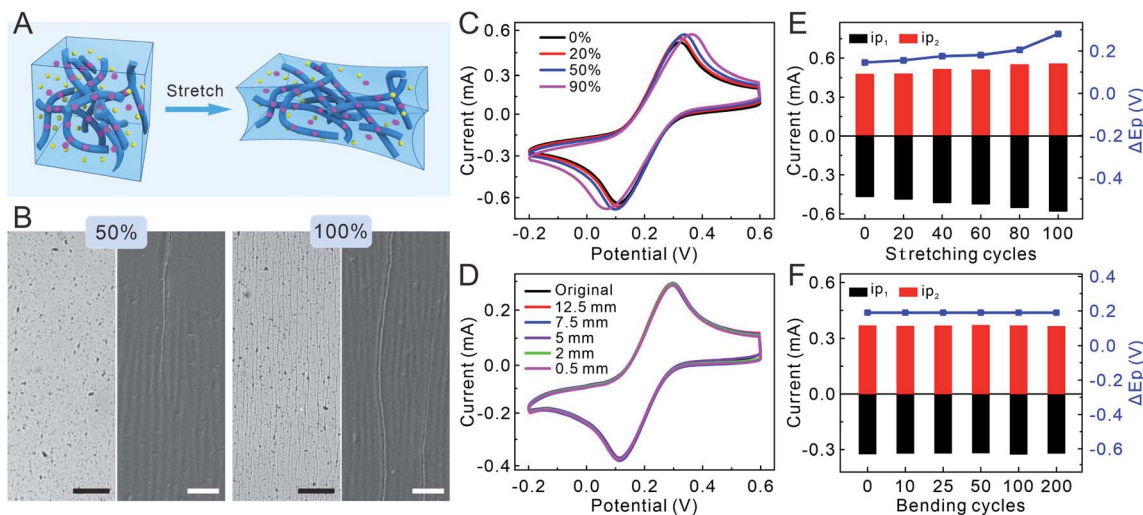 A
Stretch
B
50%
100%
C
0%
20%
50%
90%
Current (mA)
0.6
0.3
0.0
-0.3
-0.6
-0.2 0.0 0.2 0.4 0.6
Potential (V)
D
Original
12.5 mm
7.5 mm
5 mm
2 mm
0.5 mm
Current (mA)
0.2
0.0
-0.2
-0.4
-0.2 0.0 0.2 0.4 0.6
Potential (V)
E
ip₁ ip₂
Current (mA)
0.6
0.3
0.0
-0.3
-0.6
ΔEp (V)
0.2
0.0
-0.2
-0.4
0 20 40 60 80 100
Stretching cycles
F
ip₁ ip₂
Current (mA)
0.6
0.3
0.0
-0.3
ΔEp (V)
0.4
0.2
0.0
-0.2
-0.4
-0.6
0 10 25 50 100 200
Bending cycles